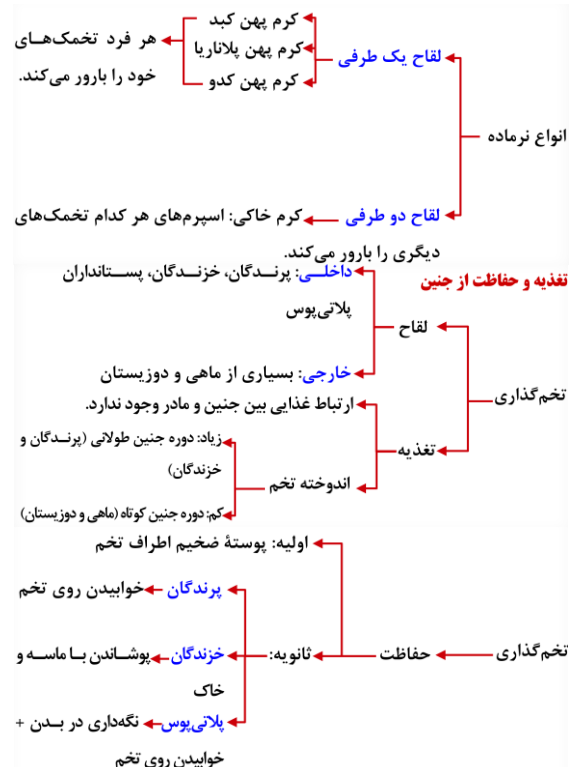 انواع نرماده
لقاح یک طرفی
کرم پهن کبد
کرم پهن پلاناریا
کرم پهن کدو
هر فرد تخمک‌های
خود را بارور می‌کند.
لقاح دو طرفی
کرم خاکی: اسپرم‌های هر کدام تخمک‌های
دیگری را بارور می‌کند.
تغذیه و حفاظت از جنین
تخم‌گذاری
لقاح
داخلی: پرندگان، خزندگان، پستانداران
پلاتی‌پوس
خارجی: بسیاری از ماهی و دوزیستان
تغذیه
ارتباط غذایی بین جنین و مادر وجود ندارد.
اندوخته تخم
زیاد: دوره جنین طولانی (پرندگان و
خزندگان)
کم: دوره جنین کوتاه (ماهی و دوزیستان)
تخم‌گذاری
حفاظت
اولیه: پوستهٔ ضخیم اطراف تخم
ثانویه:
پرندگان
خوابیدن روی تخم
خزندگان
پوشاندن با ماسه و
خاک
پلاتی‌پوس
نگه‌داری در بدن +
خوابیدن روی تخم